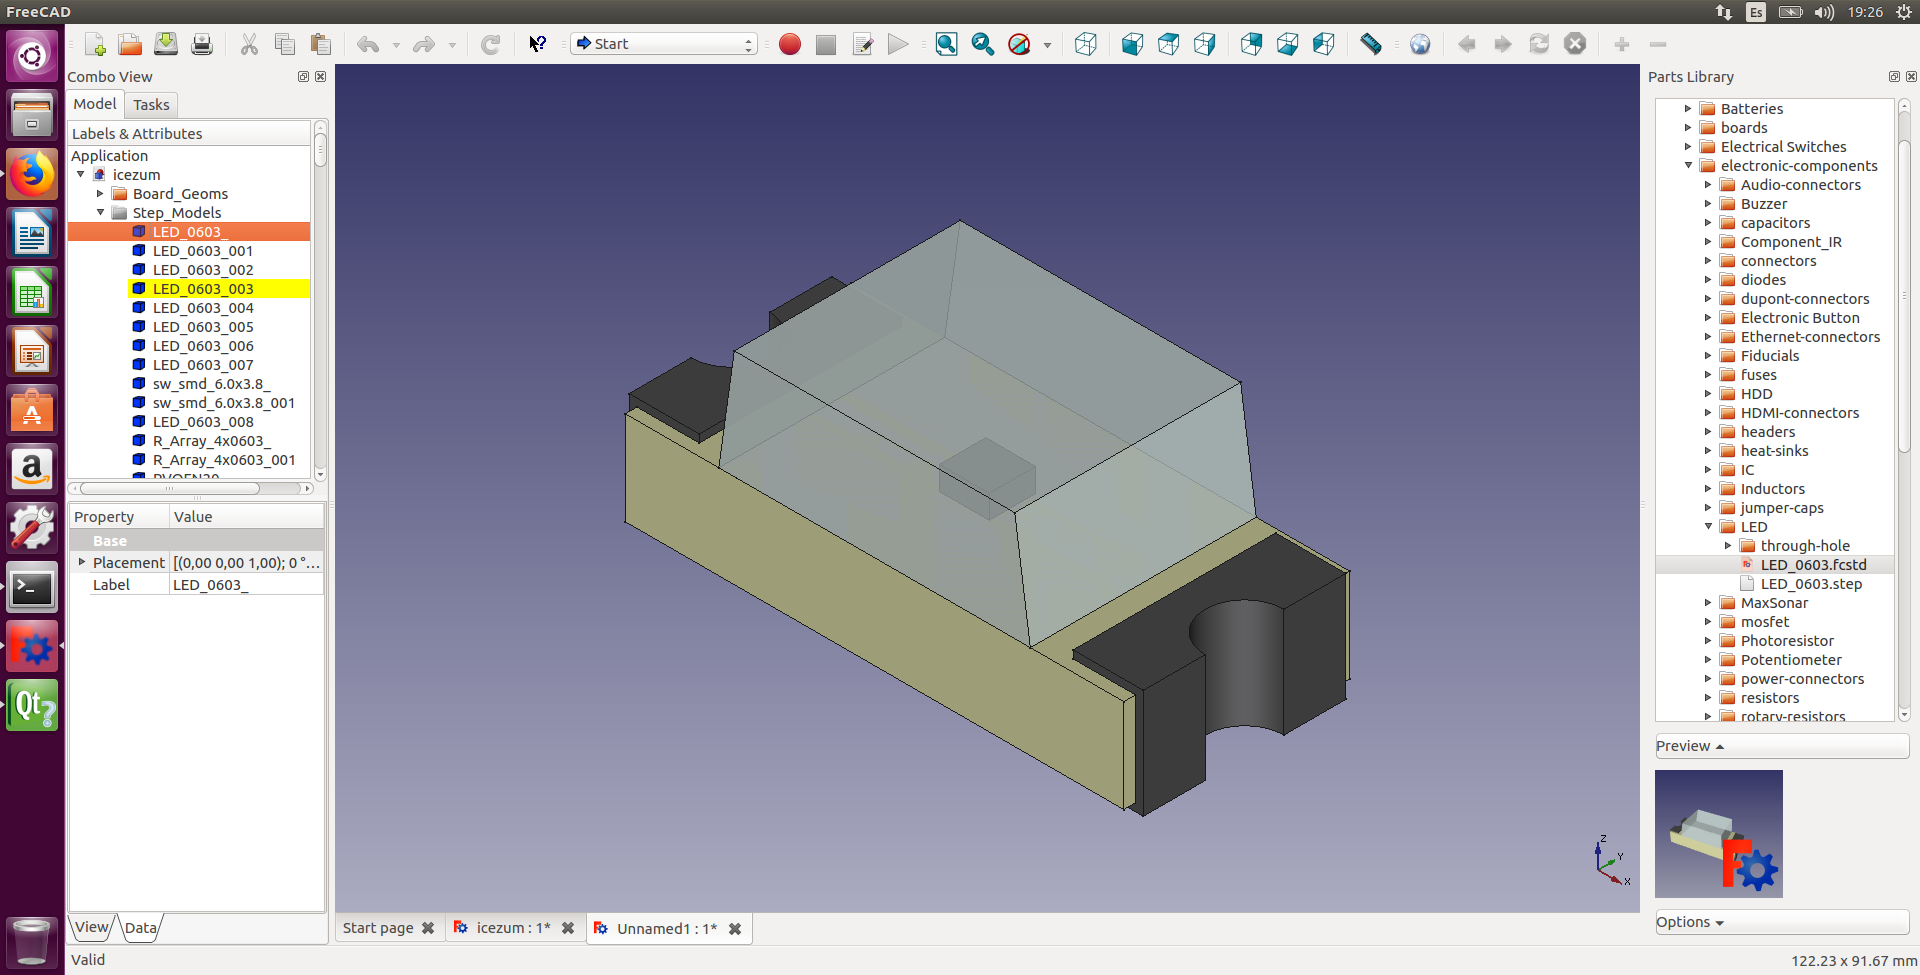 FreeCAD
Es
19:26
Start
Combo View
Model
Tasks
Labels & Attributes
Application
icezum
Board_Geoms
Step_Models
LED_0603_
LED_0603_001
LED_0603_002
LED_0603_003
LED_0603_004
LED_0603_005
LED_0603_006
LED_0603_007
sw_smd_6.0x3.8_
sw_smd_6.0x3.8_001
LED_0603_008
R_Array_4x0603_
R_Array_4x0603_001
Property Value
Base
Placement [(0,00 0,00 1,00); 0 °...
Label LED_0603_
View
Data
Valid
Z
Y
X
Start page
icezum : 1*
Unnamed1 : 1*
Parts Library
Batteries
boards
Electrical Switches
electronic-components
Audio-connectors
Buzzer
capacitors
Component_IR
connectors
diodes
dupont-connectors
Electronic Button
Ethernet-connectors
Fiducials
fuses
HDD
HDMI-connectors
headers
heat-sinks
IC
Inductors
jumper-caps
LED
through-hole
LED_0603.fcstd
LED_0603.step
MaxSonar
mosfet
Photoresistor
Potentiometer
power-connectors
resistors
rotary-resistors
Preview
Options
122.23 x 91.67 mm